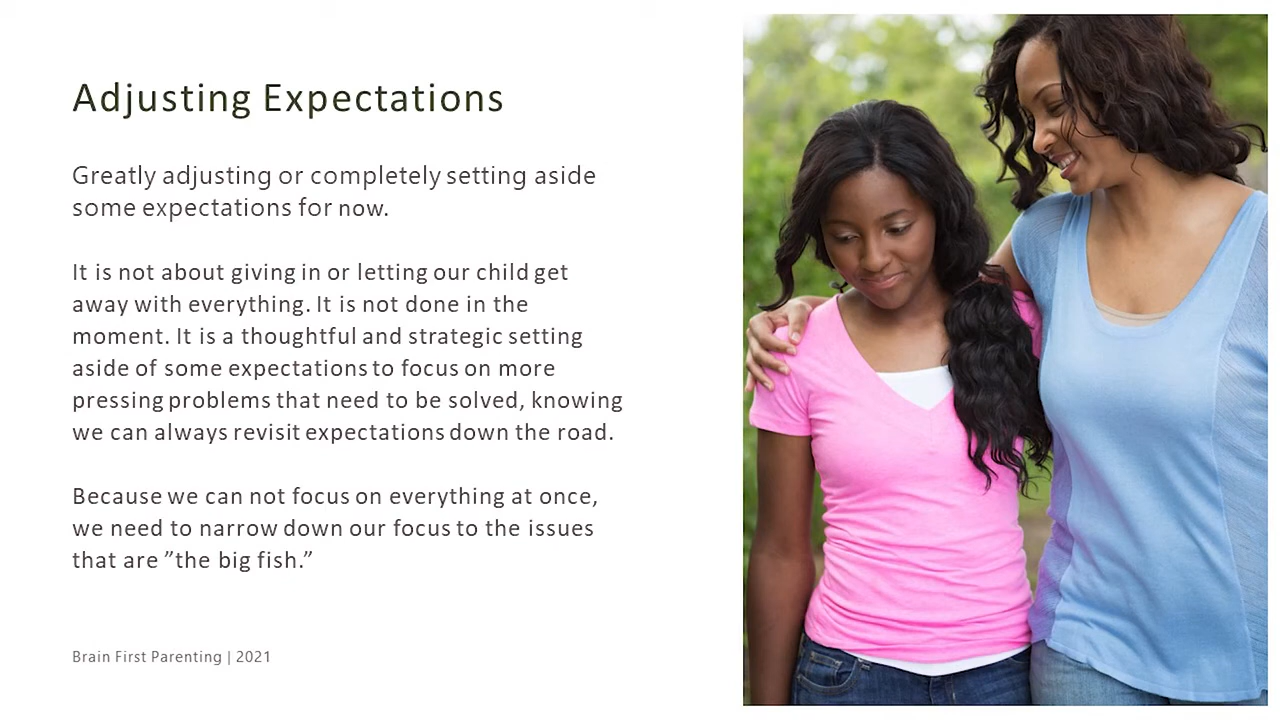 Adjusting Expectations
Greatly adjusting or completely setting aside
some expectations for now.
It is not about giving in or letting our child get
away with everything. It is not done in the
moment. It is a thoughtful and strategic setting
aside of some expectations to focus on more
pressing problems that need to be solved, knowing
we can always revisit expectations down the road.
Because we can not focus on everything at once,
we need to narrow down our focus to the issues
that are ”the big fish.”
Brain First Parenting | 2021